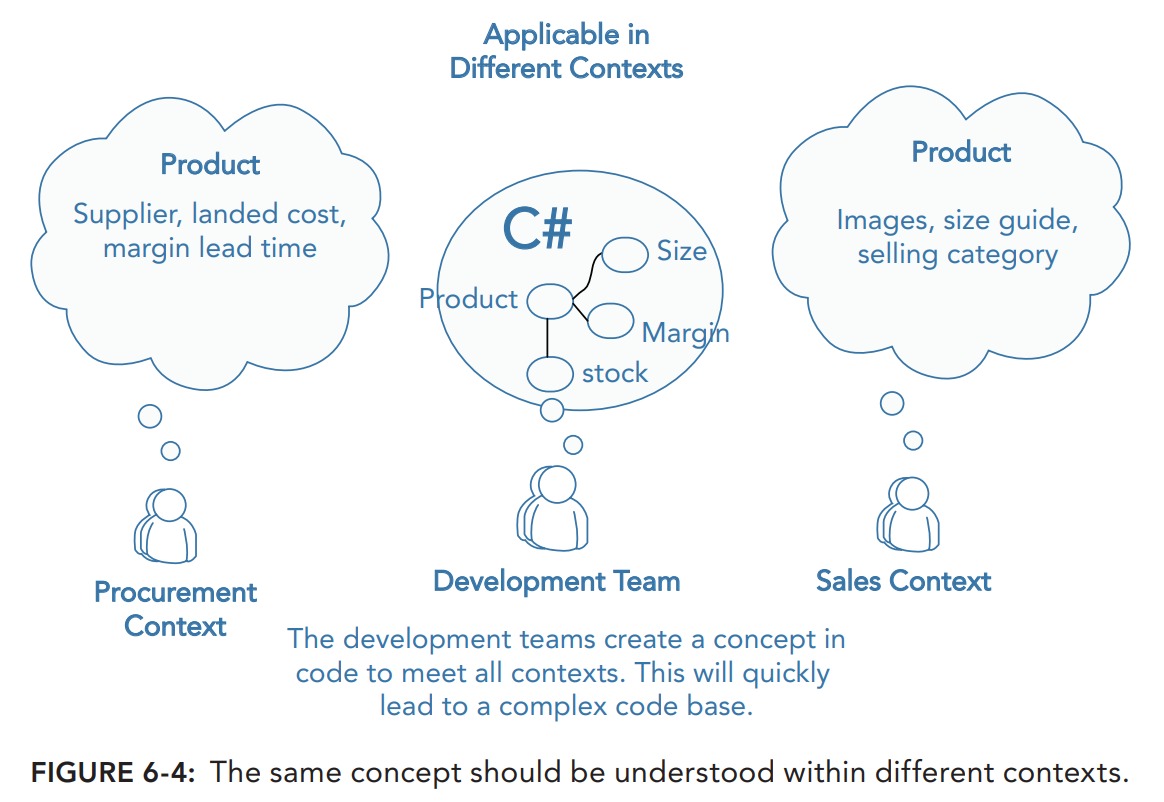 Applicable in
Different Contexts
Product
Supplier, landed cost,
margin lead time
C#
Size
Product
Margin
stock
Product
Images, size guide,
selling category
Procurement
Context
Development Team
Sales Context
The development teams create a concept in
code to meet all contexts. This will quickly
lead to a complex code base.
FIGURE 6-4: The same concept should be understood within different contexts.